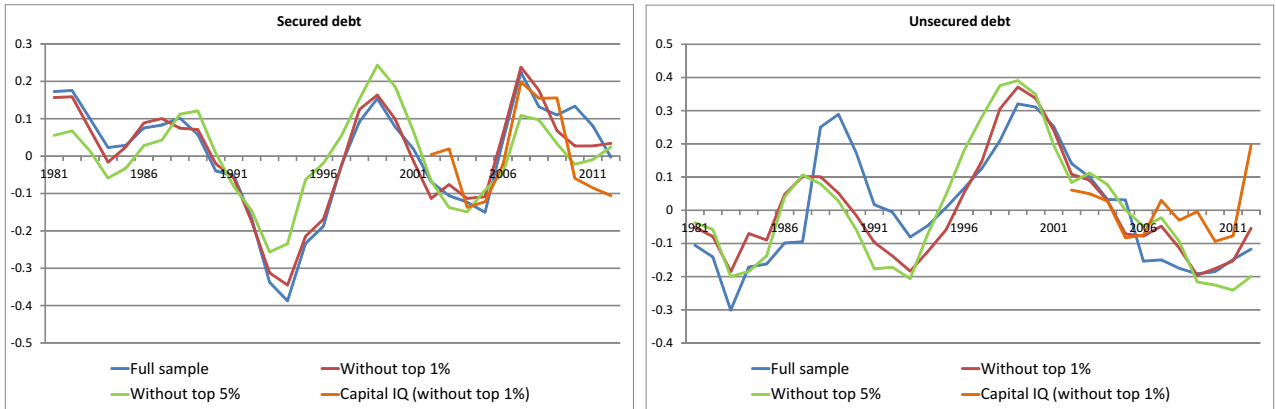 Secured debt
0.3
0.2
0.1
0
-0.1
-0.2
-0.3
-0.4
-0.5
1981 1986 1991 1996 2001 2006 2011
Full sample Without top 1%
Without top 5% Capital IQ (without top 1%)
Unsecured debt
0.5
0.4
0.3
0.2
0.1
0
-0.1
-0.2
-0.3
-0.4
1981 1986 1991 1996 2001 2006 2011
Full sample Without top 1%
Without top 5% Capital IQ (without top 1%)